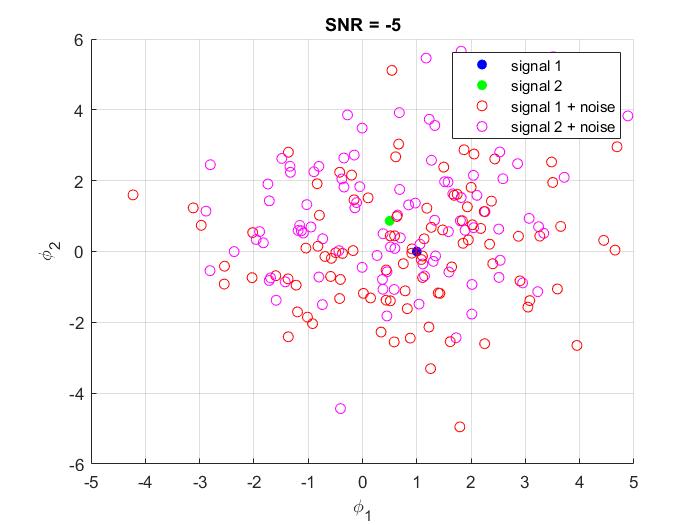 SNR = -5
signal 1
signal 2
signal 1 + noise
signal 2 + noise
6
4
2
0
-2
-4
-6
ϕ2
-5
-4
-3
-2
-1
0
1
2
3
4
5
ϕ1